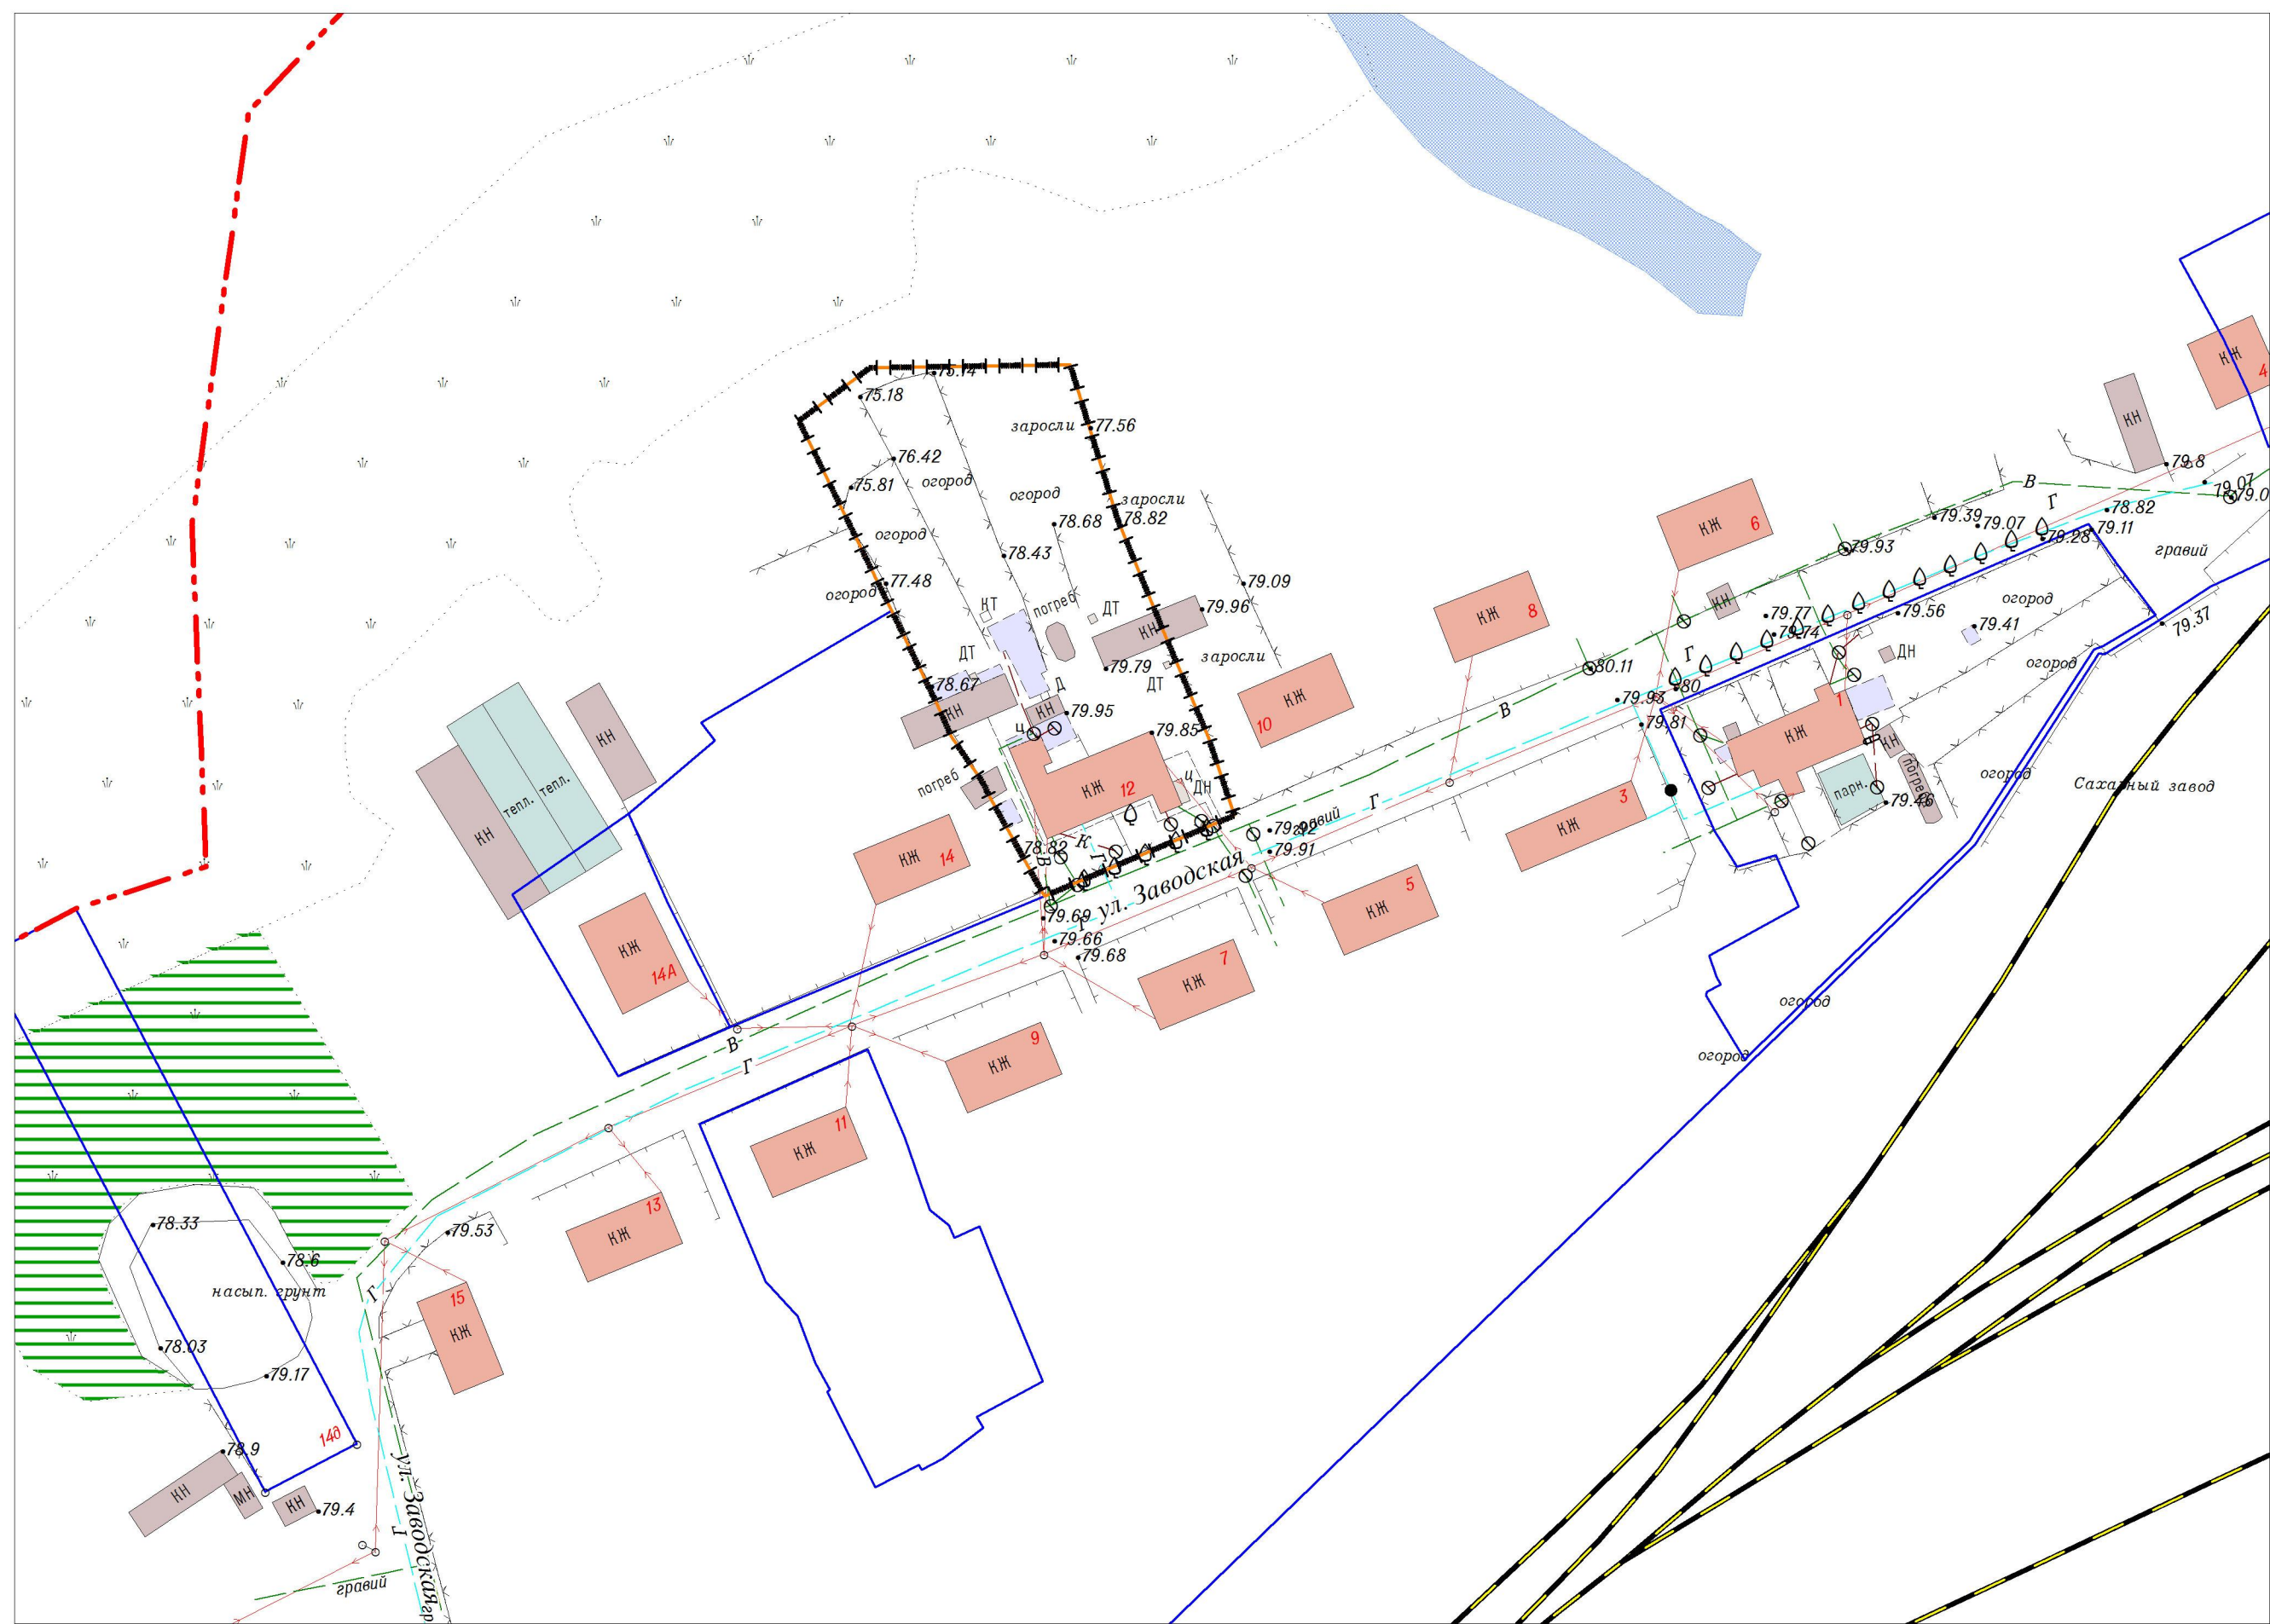 75.14
75.18
КЖ
4
КН
заросли
77.56
76.42
79.8
75.81
огород
огород
79.07
79.0
В
заросли
КЖ
6
Г
78.82
78.68
78.82
79.39
79.07
79.11
огород
79.28
78.43
79.93
гравий
77.48
79.09
огород
КЖ
8
КТ
погреб
ДТ
79.96
КН
79.77
79.56
огород
КН
79.74
79.41
ДТ
79.79
заросли
Г
ДН
огород
78.67
ДТ
КЖ
10
80
79.93
Д
КН
КН
79.95
79.85
80.11
В
79.81
1
КЖ
КН
тепл.
тепл.
КН
КН
ц
погреб
КЖ
12
ц
ДН
парн.
погреб
79.46
огород
Сахарный завод
КЖ
14
78.82
К
В
Г
79.92
гравий
79.91
Г
КЖ
3
КЖ
5
ул. Заводская
79.69
79.66
79.68
Г
КЖ
14А
КЖ
7
огород
огород
В
Г
КЖ
9
КЖ
11
КЖ
13
79.53
78.33
78.6
насып. грунт
Г
15
КЖ
78.03
79.17
14д
78.9
КН
МН
КН
79.4
ул. Заводская
Г
гравий
гр
79.37